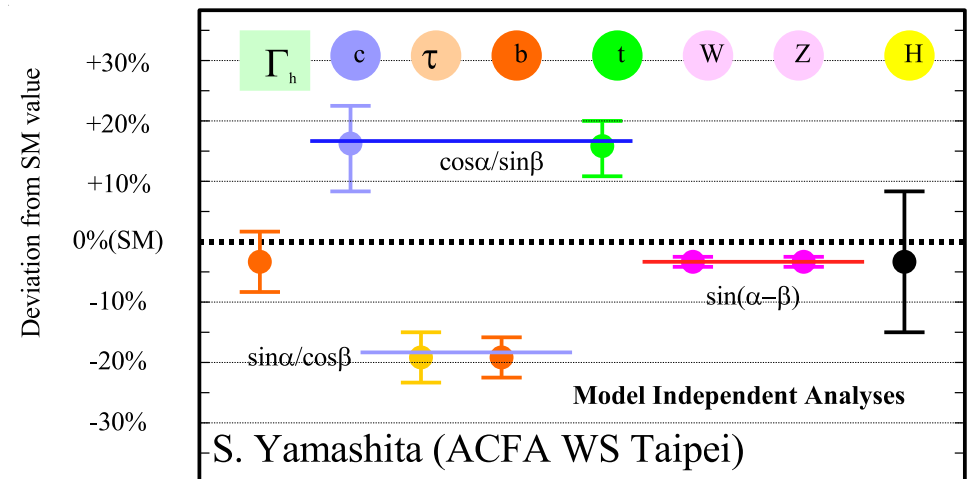 Deviation from SM value
+30%
+20%
+10%
0%(SM)
-10%
-20%
-30%
Γh c τ b t W Z H
cosα/sinβ
sin(α−β)
sinα/cosβ
Model Independent Analyses
S. Yamashita (ACFA WS Taipei)